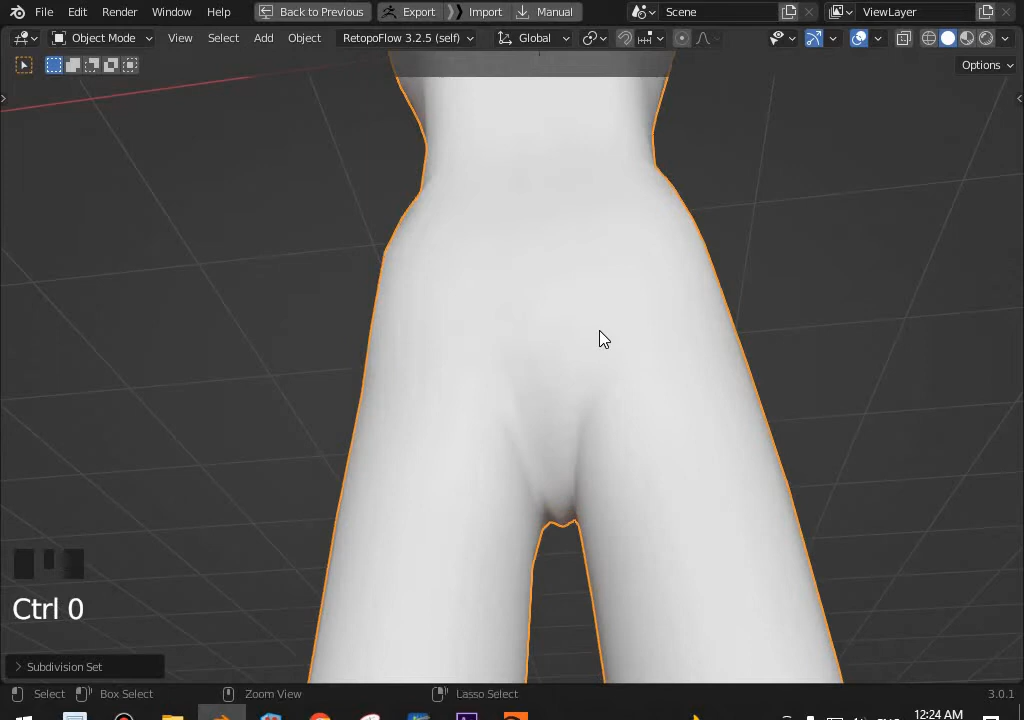 File Edit Render Window Help Back to Previous Export Import Manual Scene ViewLayer
Object Mode View Select Add Object RetopoFlow 3.2.5 (self) Global
Options
Ctrl 0
Subdivision Set
Select Box Select Zoom View Lasso Select 3.0.1
12:24 AM